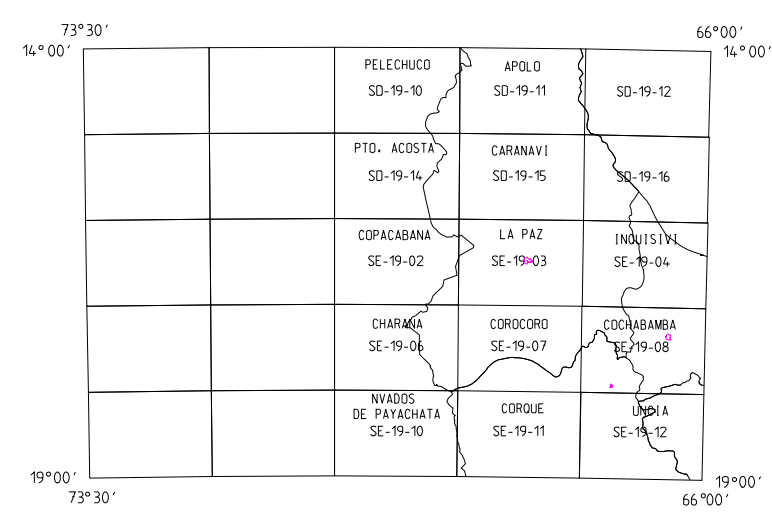 73°30'
66°00'
14°00'
14°00'
PELECHUCO
APOLO
SD-19-10
SD-19-11
SD-19-12
PTO. ACOSTA
CARANAVI
SD-19-14
SD-19-15
SD-19-16
COPACABANA
LA PAZ
INQUISIVI
SE-19-02
SE-19-03
SE-19-04
CHARAÑA
COROCORO
COCHABAMBA
SE-19-06
SE-19-07
SE-19-08
NVADOS
DE PAYACHATA
CORQUE
UNCIA
SE-19-10
SE-19-11
SE-19-12
19°00'
19°00'
73°30'
66°00'